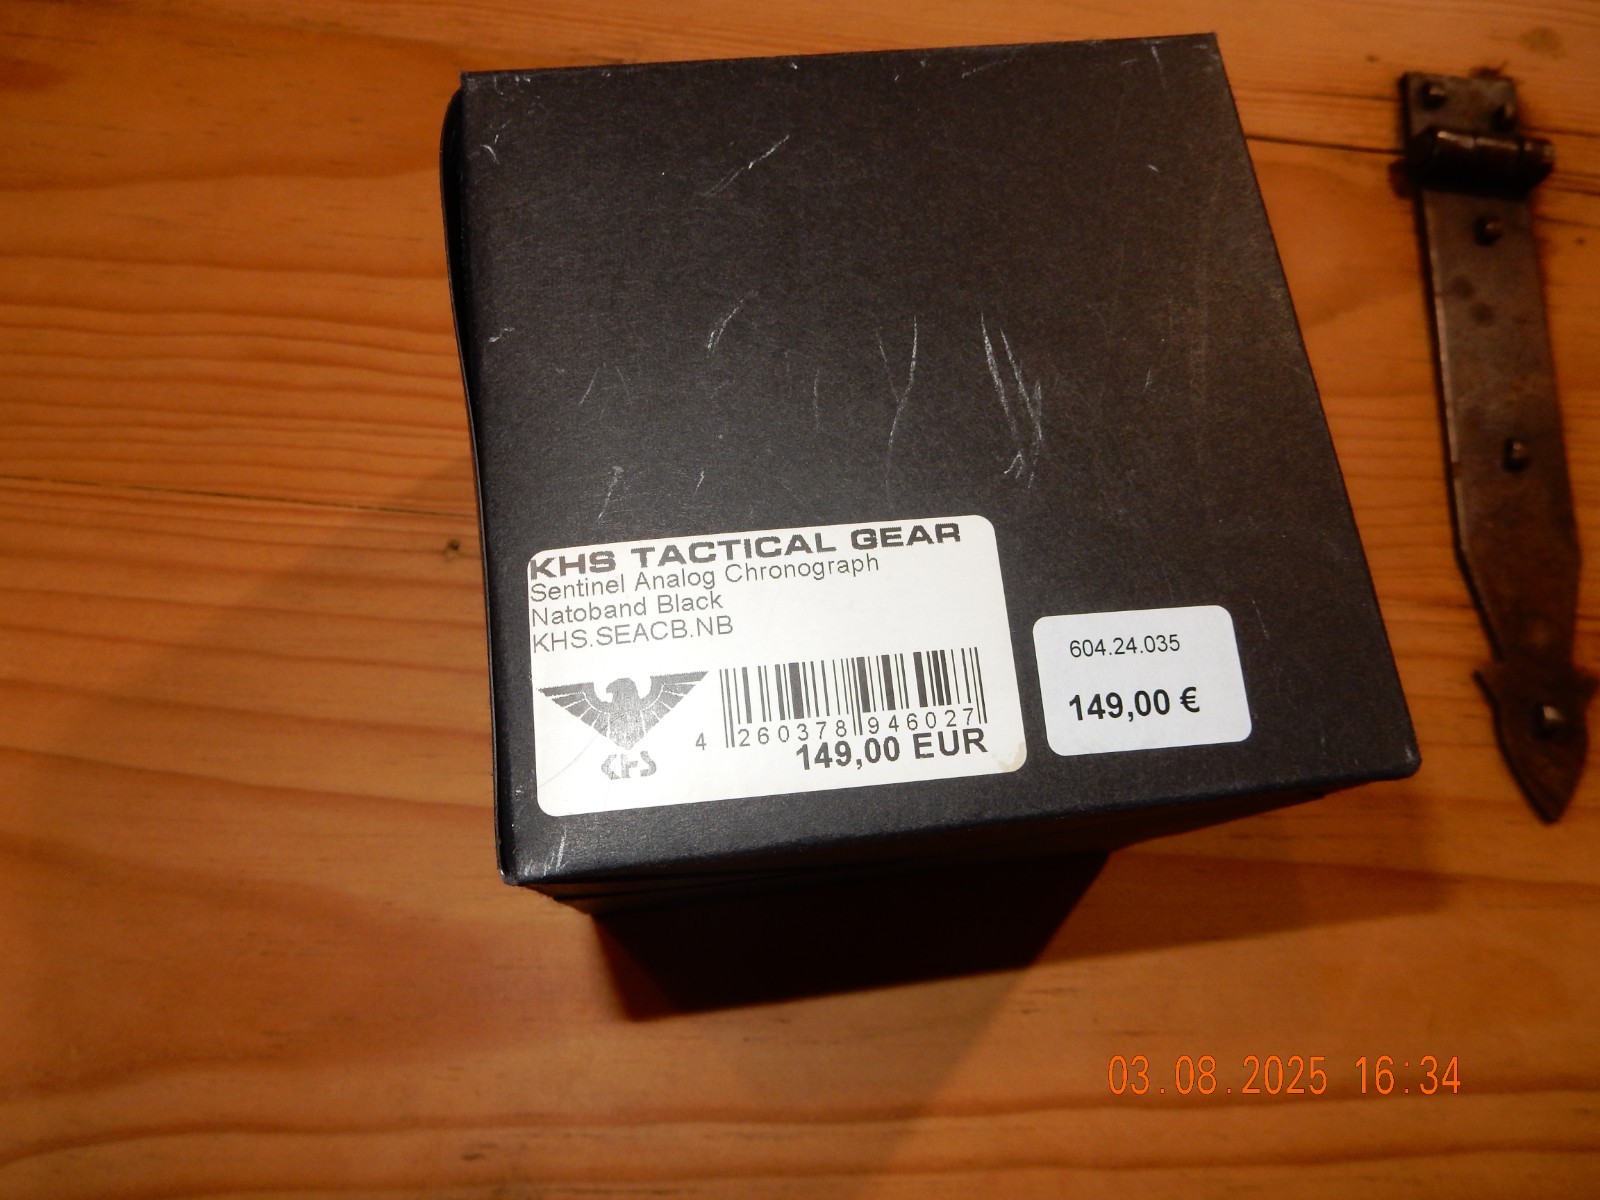 KHS TACTICAL GEAR
Sentinel Analog Chronograph
Natoband Black
KHS.SEACB.NB
KHS
4 260378 946027
149,00 EUR
604.24.035
149,00 €
03.08.2025 16:34